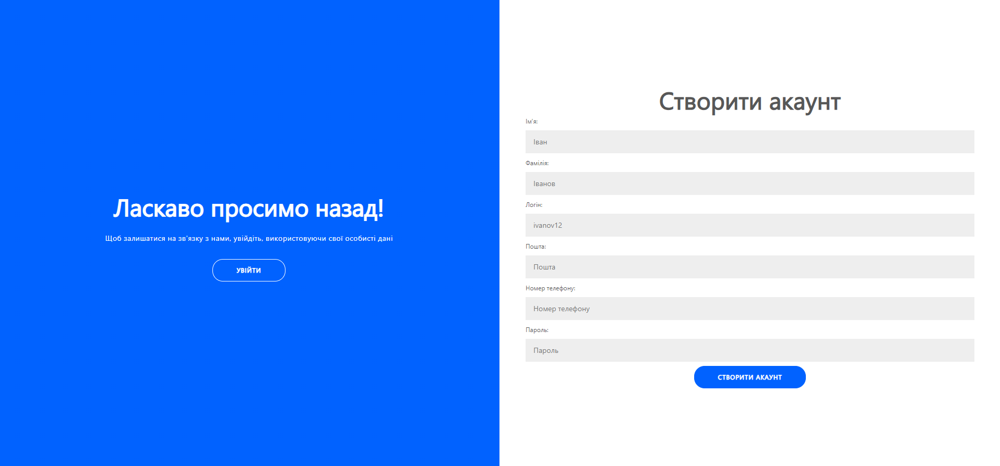 Ласкаво просимо назад!
Щоб залишатися на зв'язку з нами, увійдіть, використовуючи свої особисті дані
УВІЙТИ
Створити акаунт
Ім'я:
Іван
Фамілія:
Іванов
Логін:
ivanov12
Пошта:
Пошта
Номер телефону:
Номер телефону
Пароль:
Пароль
СТВОРИТИ АКАУНТ